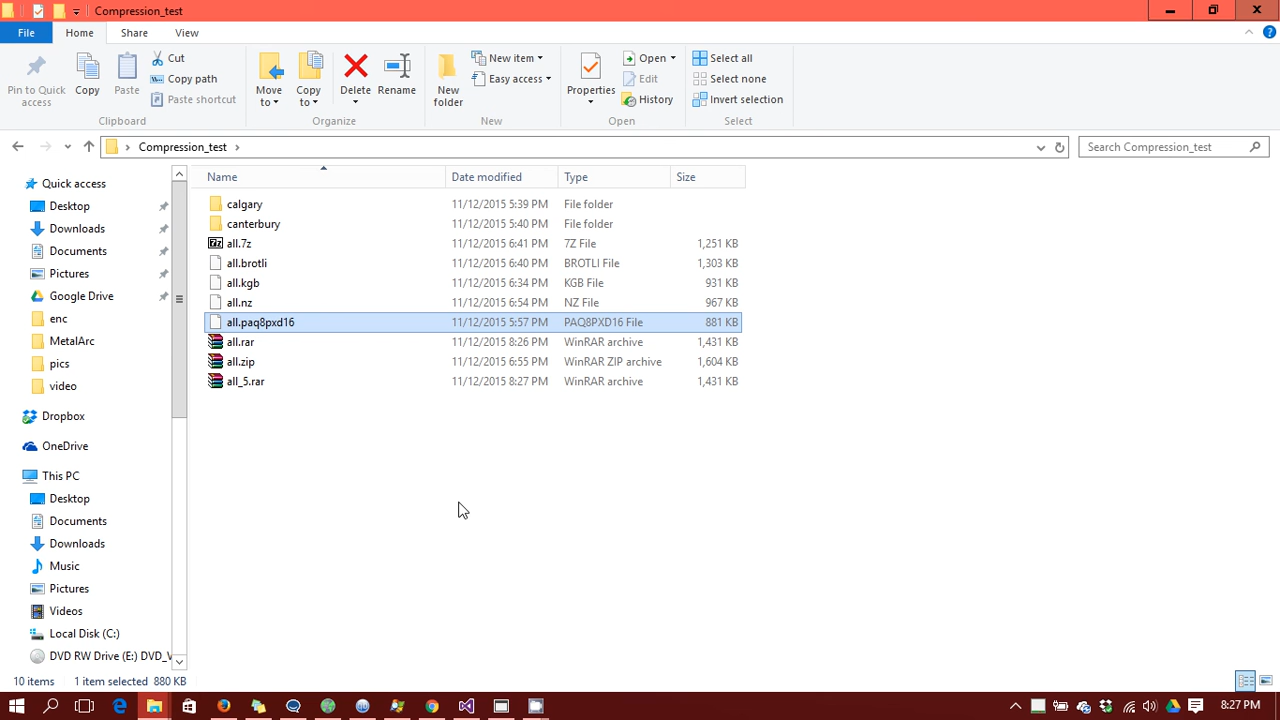 Compression_test
File Home Share View
Pin to Quick access
Copy
Paste
Cut
Copy path
Paste shortcut
Clipboard
Move to
Copy to
Delete
Rename
Organize
New folder
New item
Easy access
New
Properties
Open
Edit
History
Open
Select all
Select none
Invert selection
Select
Compression_test
Search Compression_test
Quick access
Desktop
Downloads
Documents
Pictures
Google Drive
enc
MetalArc
pics
video
Dropbox
OneDrive
This PC
Desktop
Documents
Downloads
Music
Pictures
Videos
Local Disk (C:)
DVD RW Drive (E:) DVD_V
Name Date modified Type Size
calgary 11/12/2015 5:39 PM File folder
canterbury 11/12/2015 5:40 PM File folder
all.7z 11/12/2015 6:41 PM 7Z File 1,251 KB
all.brotli 11/12/2015 6:40 PM BROTLI File 1,303 KB
all.kgb 11/12/2015 6:34 PM KGB File 931 KB
all.nz 11/12/2015 6:54 PM NZ File 967 KB
all.paq8pxd16 11/12/2015 5:57 PM PAQ8PXD16 File 881 KB
all.rar 11/12/2015 8:26 PM WinRAR archive 1,431 KB
all.zip 11/12/2015 6:55 PM WinRAR ZIP archive 1,604 KB
all_5.rar 11/12/2015 8:27 PM WinRAR archive 1,431 KB
10 items 1 item selected 880 KB
8:27 PM